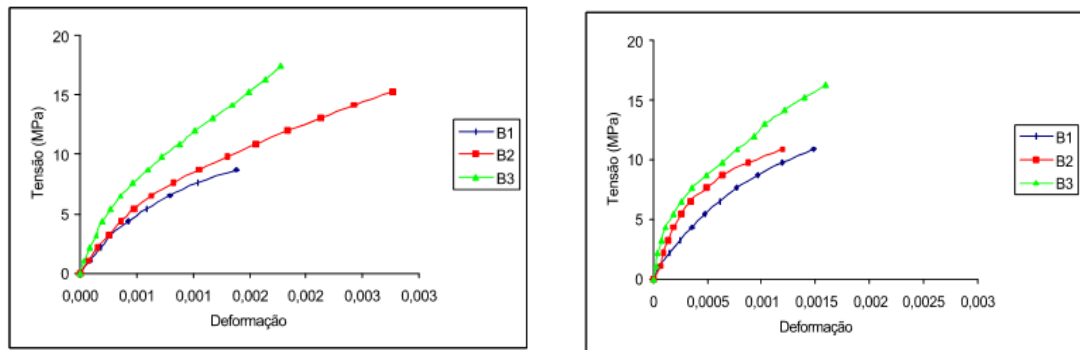 20
15
10
5
0
Tensão (MPa)
0,000 0,001 0,001 0,002 0,002 0,003 0,003
Deformação
B1
B2
B3
20
15
10
5
0
Tensão (MPa)
0 0,0005 0,001 0,0015 0,002 0,0025 0,003
Deformação
B1
B2
B3